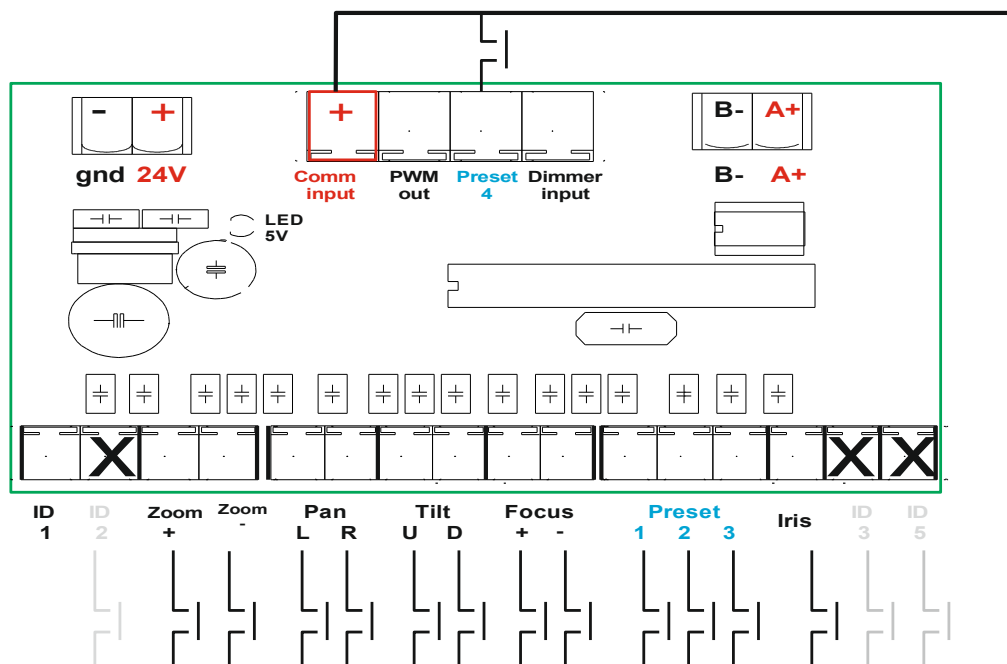 - + + B- A+
gnd 24V Comm input PWM out Preset 4 Dimmer input B- A+
LED 5V
X X X
ID 1 ID 2 Zoom + Zoom - Pan L R Tilt U D Focus + - Preset 1 2 3 Iris ID 3 ID 5